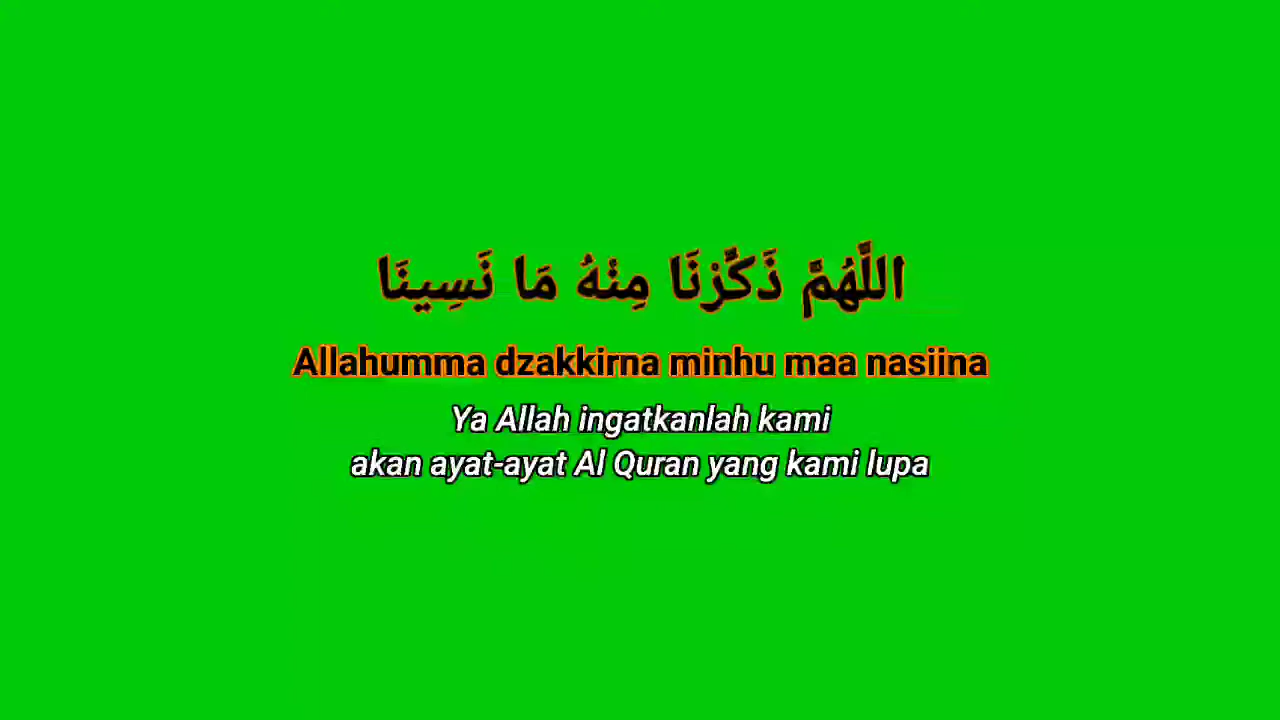 اللَّهُمَّ ذَكِّرْنَا مِنْهُ مَا نَسِينَا
Allahumma dzakkirna minhu maa nasiina
Ya Allah ingatkanlah kami
akan ayat-ayat Al Quran yang kami lupa